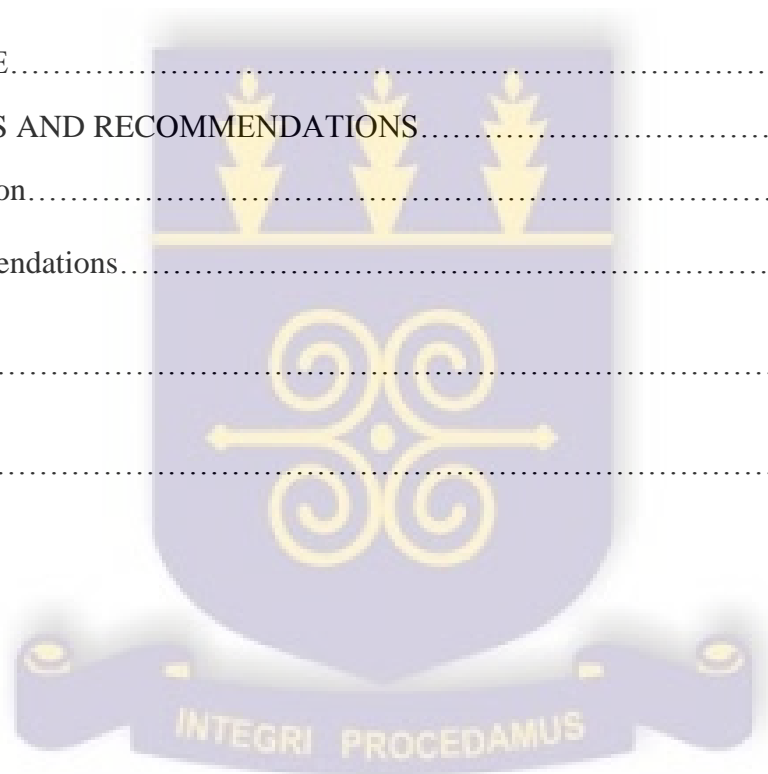 E................................................................................
S AND RECOMMENDATIONS.....................................
on................................................................................
endations.....................................................................
................................................................................
................................................................................
INTEGRI PROCEDAMUS